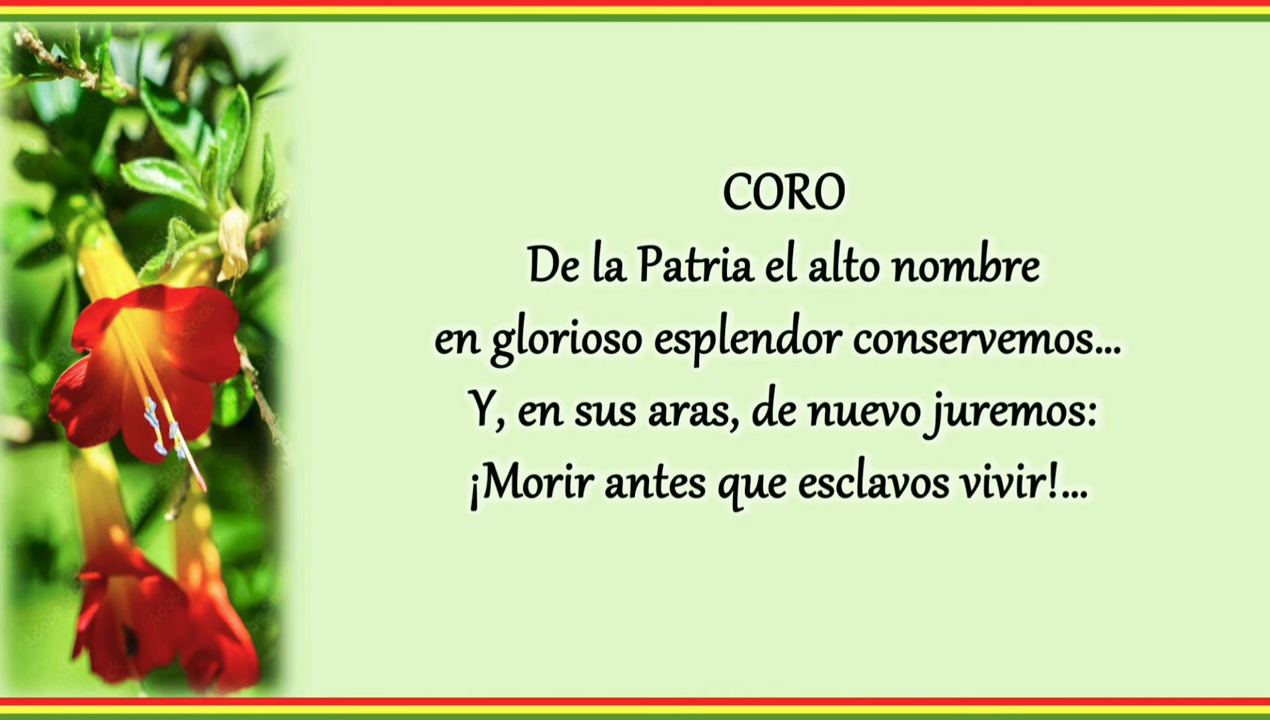 CORO
De la Patria el alto nombre
en glorioso esplendor conservemos...
Y, en sus aras, de nuevo juremos:
¡Morir antes que esclavos vivir!...